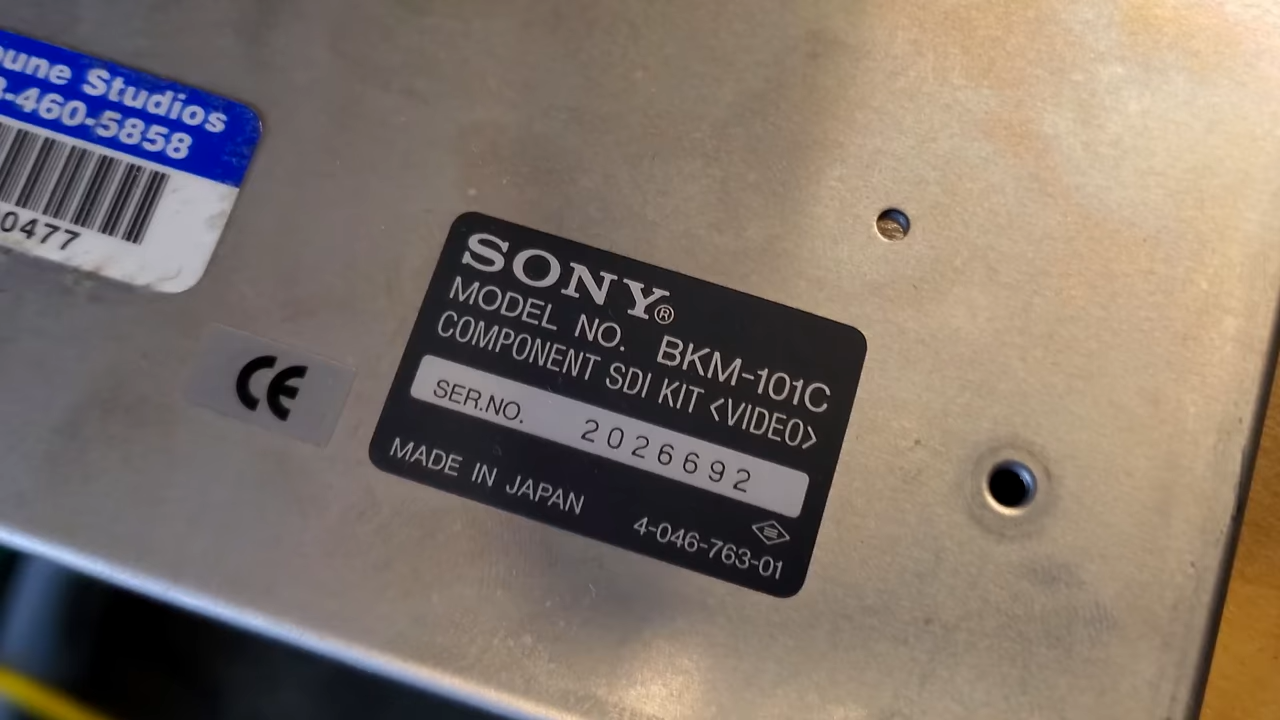 Studios
-460-5858
0477
CE
SONY®
MODEL NO. BKM-101C
COMPONENT SDI KIT <VIDEO>
SER.NO. 2026692
MADE IN JAPAN
4-046-763-01